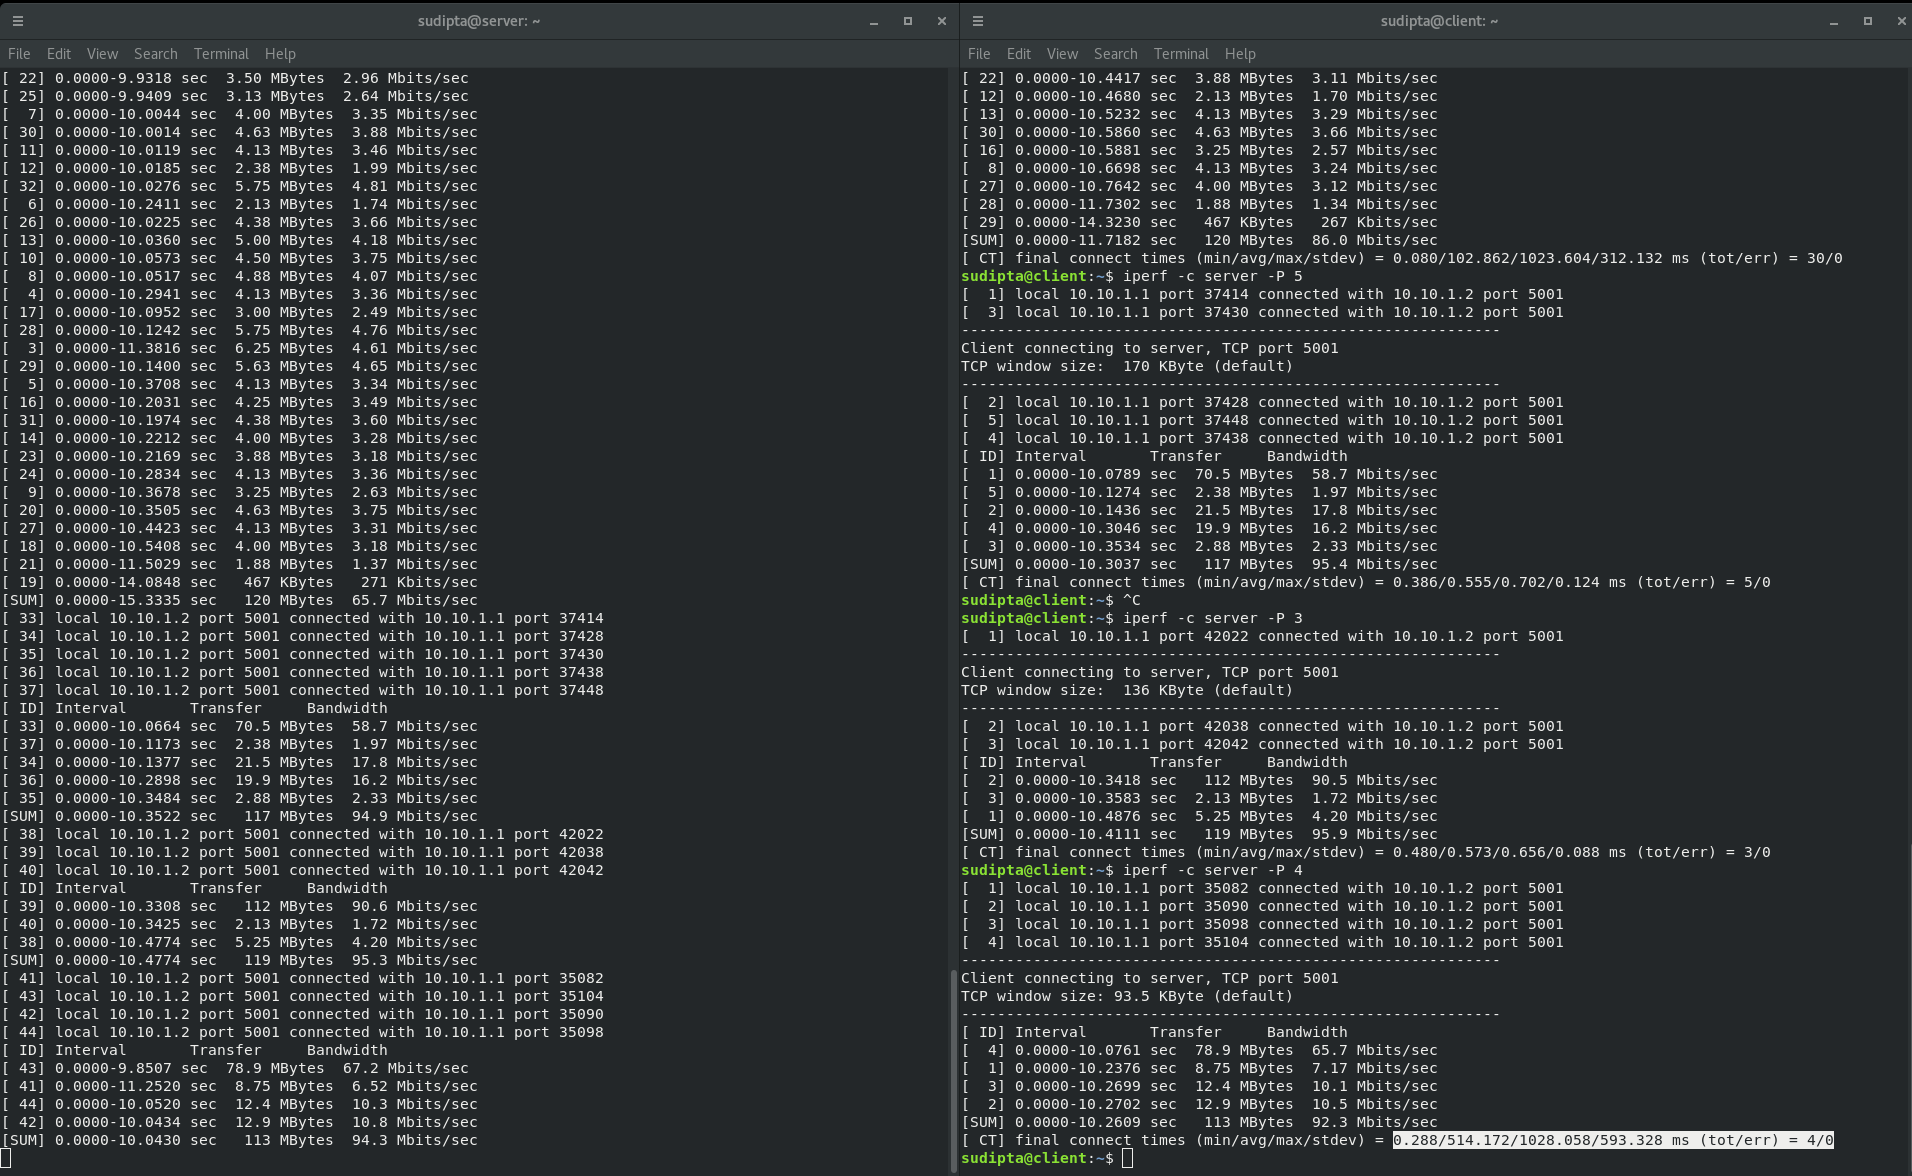 sudipta@server: ~
File Edit View Search Terminal Help
[ 22] 0.0000-9.9318 sec  3.50 MBytes  2.96 Mbits/sec
[ 25] 0.0000-9.9409 sec  3.13 MBytes  2.64 Mbits/sec
[  7] 0.0000-10.0044 sec  4.00 MBytes  3.35 Mbits/sec
[ 30] 0.0000-10.0014 sec  4.63 MBytes  3.88 Mbits/sec
[ 11] 0.0000-10.0119 sec  4.13 MBytes  3.46 Mbits/sec
[ 12] 0.0000-10.0185 sec  2.38 MBytes  1.99 Mbits/sec
[ 32] 0.0000-10.0276 sec  5.75 MBytes  4.81 Mbits/sec
[  6] 0.0000-10.2411 sec  2.13 MBytes  1.74 Mbits/sec
[ 26] 0.0000-10.0225 sec  4.38 MBytes  3.66 Mbits/sec
[ 13] 0.0000-10.0360 sec  5.00 MBytes  4.18 Mbits/sec
[ 10] 0.0000-10.0573 sec  4.50 MBytes  3.75 Mbits/sec
[  8] 0.0000-10.0517 sec  4.88 MBytes  4.07 Mbits/sec
[  4] 0.0000-10.2941 sec  4.13 MBytes  3.36 Mbits/sec
[ 17] 0.0000-10.0952 sec  3.00 MBytes  2.49 Mbits/sec
[ 28] 0.0000-10.1242 sec  5.75 MBytes  4.76 Mbits/sec
[  3] 0.0000-11.3816 sec  6.25 MBytes  4.61 Mbits/sec
[ 29] 0.0000-10.1400 sec  5.63 MBytes  4.65 Mbits/sec
[  5] 0.0000-10.3708 sec  4.13 MBytes  3.34 Mbits/sec
[ 16] 0.0000-10.2031 sec  4.25 MBytes  3.49 Mbits/sec
[ 31] 0.0000-10.1974 sec  4.38 MBytes  3.60 Mbits/sec
[ 14] 0.0000-10.2212 sec  4.00 MBytes  3.28 Mbits/sec
[ 23] 0.0000-10.2169 sec  3.88 MBytes  3.18 Mbits/sec
[ 24] 0.0000-10.2834 sec  4.13 MBytes  3.36 Mbits/sec
[  9] 0.0000-10.3678 sec  3.25 MBytes  2.63 Mbits/sec
[ 20] 0.0000-10.3505 sec  4.63 MBytes  3.75 Mbits/sec
[ 27] 0.0000-10.4423 sec  4.13 MBytes  3.31 Mbits/sec
[ 18] 0.0000-10.5408 sec  4.00 MBytes  3.18 Mbits/sec
[ 21] 0.0000-11.5029 sec  1.88 MBytes  1.37 Mbits/sec
[ 19] 0.0000-14.0848 sec   467 KBytes   271 Kbits/sec
[SUM] 0.0000-15.3335 sec   120 MBytes  65.7 Mbits/sec
[ 33] local 10.10.1.2 port 5001 connected with 10.10.1.1 port 37414
[ 34] local 10.10.1.2 port 5001 connected with 10.10.1.1 port 37428
[ 35] local 10.10.1.2 port 5001 connected with 10.10.1.1 port 37430
[ 36] local 10.10.1.2 port 5001 connected with 10.10.1.1 port 37438
[ 37] local 10.10.1.2 port 5001 connected with 10.10.1.1 port 37448
[ ID] Interval       Transfer     Bandwidth
[ 33] 0.0000-10.0664 sec  70.5 MBytes  58.7 Mbits/sec
[ 37] 0.0000-10.1173 sec  2.38 MBytes  1.97 Mbits/sec
[ 34] 0.0000-10.1377 sec  21.5 MBytes  17.8 Mbits/sec
[ 36] 0.0000-10.2898 sec  19.9 MBytes  16.2 Mbits/sec
[ 35] 0.0000-10.3484 sec  2.88 MBytes  2.33 Mbits/sec
[SUM] 0.0000-10.3522 sec   117 MBytes  94.9 Mbits/sec
[ 38] local 10.10.1.2 port 5001 connected with 10.10.1.1 port 42022
[ 39] local 10.10.1.2 port 5001 connected with 10.10.1.1 port 42038
[ 40] local 10.10.1.2 port 5001 connected with 10.10.1.1 port 42042
[ ID] Interval       Transfer     Bandwidth
[ 39] 0.0000-10.3308 sec   112 MBytes  90.6 Mbits/sec
[ 40] 0.0000-10.3425 sec  2.13 MBytes  1.72 Mbits/sec
[ 38] 0.0000-10.4774 sec  5.25 MBytes  4.20 Mbits/sec
[SUM] 0.0000-10.4774 sec   119 MBytes  95.3 Mbits/sec
[ 41] local 10.10.1.2 port 5001 connected with 10.10.1.1 port 35082
[ 43] local 10.10.1.2 port 5001 connected with 10.10.1.1 port 35104
[ 42] local 10.10.1.2 port 5001 connected with 10.10.1.1 port 35090
[ 44] local 10.10.1.2 port 5001 connected with 10.10.1.1 port 35098
[ ID] Interval       Transfer     Bandwidth
[ 43] 0.0000-9.8507 sec  78.9 MBytes  67.2 Mbits/sec
[ 41] 0.0000-11.2520 sec  8.75 MBytes  6.52 Mbits/sec
[ 44] 0.0000-10.0520 sec  12.4 MBytes  10.3 Mbits/sec
[ 42] 0.0000-10.0434 sec  12.9 MBytes  10.8 Mbits/sec
[SUM] 0.0000-10.0430 sec   113 MBytes  94.3 Mbits/sec
sudipta@client: ~
File Edit View Search Terminal Help
[ 22] 0.0000-10.4417 sec  3.88 MBytes  3.11 Mbits/sec
[ 12] 0.0000-10.4680 sec  2.13 MBytes  1.70 Mbits/sec
[ 13] 0.0000-10.5232 sec  4.13 MBytes  3.29 Mbits/sec
[ 30] 0.0000-10.5860 sec  4.63 MBytes  3.66 Mbits/sec
[ 16] 0.0000-10.5881 sec  3.25 MBytes  2.57 Mbits/sec
[  8] 0.0000-10.6698 sec  4.13 MBytes  3.24 Mbits/sec
[ 27] 0.0000-10.7642 sec  4.00 MBytes  3.12 Mbits/sec
[ 28] 0.0000-11.7302 sec  1.88 MBytes  1.34 Mbits/sec
[ 29] 0.0000-14.3230 sec   467 KBytes   267 Kbits/sec
[SUM] 0.0000-11.7182 sec   120 MBytes  86.0 Mbits/sec
[ CT] final connect times (min/avg/max/stdev) = 0.080/102.862/1023.604/312.132 ms (tot/err) = 30/0
sudipta@client:~$ iperf -c server -P 5
[  1] local 10.10.1.1 port 37414 connected with 10.10.1.2 port 5001
[  3] local 10.10.1.1 port 37430 connected with 10.10.1.2 port 5001
------------------------------------------------------------
Client connecting to server, TCP port 5001
TCP window size:  170 KByte (default)
------------------------------------------------------------
[  2] local 10.10.1.1 port 37428 connected with 10.10.1.2 port 5001
[  5] local 10.10.1.1 port 37448 connected with 10.10.1.2 port 5001
[  4] local 10.10.1.1 port 37438 connected with 10.10.1.2 port 5001
[ ID] Interval       Transfer     Bandwidth
[  1] 0.0000-10.0789 sec  70.5 MBytes  58.7 Mbits/sec
[  5] 0.0000-10.1274 sec  2.38 MBytes  1.97 Mbits/sec
[  2] 0.0000-10.1436 sec  21.5 MBytes  17.8 Mbits/sec
[  4] 0.0000-10.3046 sec  19.9 MBytes  16.2 Mbits/sec
[  3] 0.0000-10.3534 sec  2.88 MBytes  2.33 Mbits/sec
[SUM] 0.0000-10.3037 sec   117 MBytes  95.4 Mbits/sec
[ CT] final connect times (min/avg/max/stdev) = 0.386/0.555/0.702/0.124 ms (tot/err) = 5/0
sudipta@client:~$ ^C
sudipta@client:~$ iperf -c server -P 3
[  1] local 10.10.1.1 port 42022 connected with 10.10.1.2 port 5001
------------------------------------------------------------
Client connecting to server, TCP port 5001
TCP window size:  136 KByte (default)
------------------------------------------------------------
[  2] local 10.10.1.1 port 42038 connected with 10.10.1.2 port 5001
[  3] local 10.10.1.1 port 42042 connected with 10.10.1.2 port 5001
[ ID] Interval       Transfer     Bandwidth
[  2] 0.0000-10.3418 sec   112 MBytes  90.5 Mbits/sec
[  3] 0.0000-10.3583 sec  2.13 MBytes  1.72 Mbits/sec
[  1] 0.0000-10.4876 sec  5.25 MBytes  4.20 Mbits/sec
[SUM] 0.0000-10.4111 sec   119 MBytes  95.9 Mbits/sec
[ CT] final connect times (min/avg/max/stdev) = 0.480/0.573/0.656/0.088 ms (tot/err) = 3/0
sudipta@client:~$ iperf -c server -P 4
[  1] local 10.10.1.1 port 35082 connected with 10.10.1.2 port 5001
[  2] local 10.10.1.1 port 35090 connected with 10.10.1.2 port 5001
[  3] local 10.10.1.1 port 35098 connected with 10.10.1.2 port 5001
[  4] local 10.10.1.1 port 35104 connected with 10.10.1.2 port 5001
------------------------------------------------------------
Client connecting to server, TCP port 5001
TCP window size: 93.5 KByte (default)
------------------------------------------------------------
[ ID] Interval       Transfer     Bandwidth
[  4] 0.0000-10.0761 sec  78.9 MBytes  65.7 Mbits/sec
[  1] 0.0000-10.2376 sec  8.75 MBytes  7.17 Mbits/sec
[  3] 0.0000-10.2699 sec  12.4 MBytes  10.1 Mbits/sec
[  2] 0.0000-10.2702 sec  12.9 MBytes  10.5 Mbits/sec
[SUM] 0.0000-10.2609 sec   113 MBytes  92.3 Mbits/sec
[ CT] final connect times (min/avg/max/stdev) = 0.288/514.172/1028.058/593.328 ms (tot/err) = 4/0
sudipta@client:~$